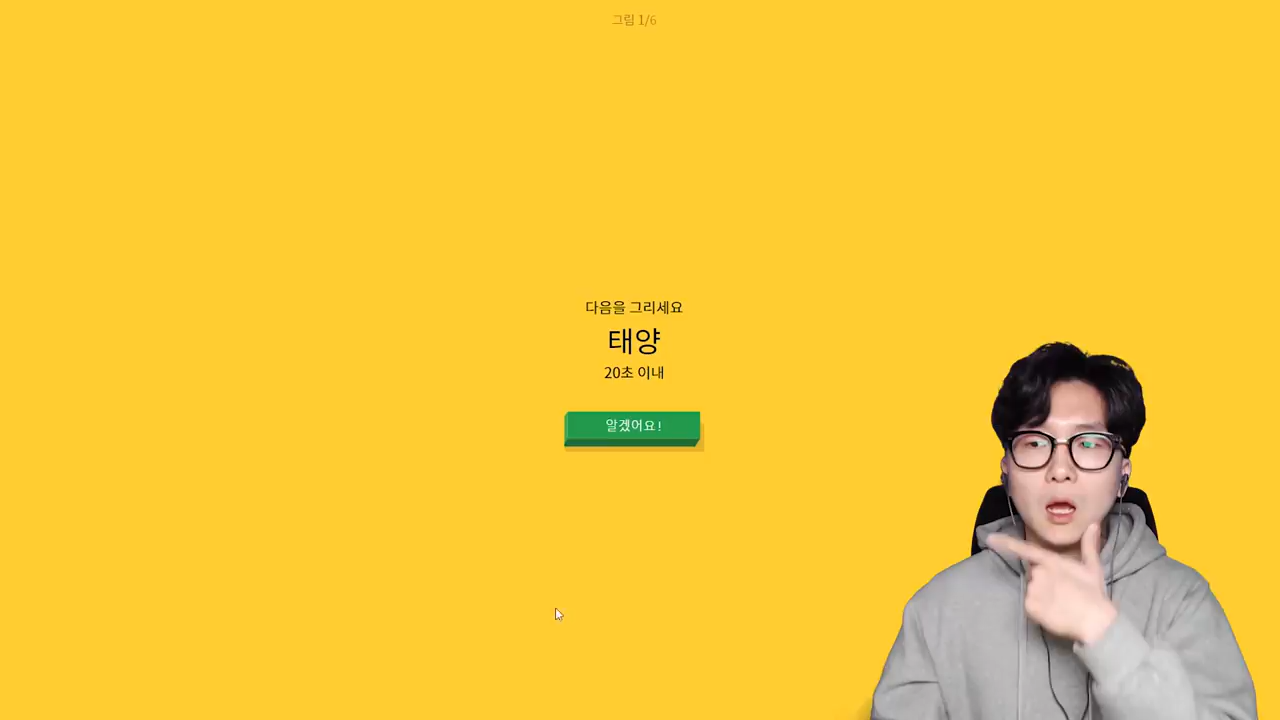 그림 1/6
다음을 그리세요
태양
20초 이내
알겠어요!